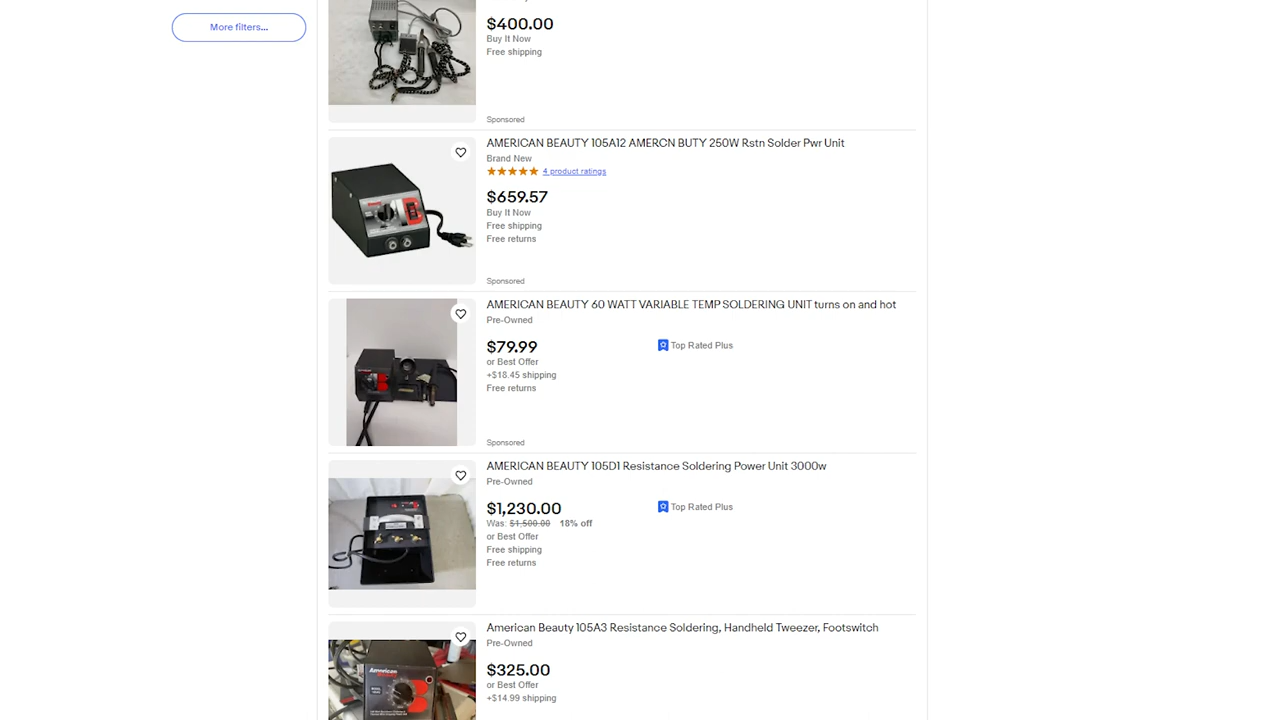 More filters...
$400.00
Buy It Now
Free shipping
Sponsored
AMERICAN BEAUTY 105A12 AMERCN BUTY 250W Rstn Solder Pwr Unit
Brand New
4 product ratings
$659.57
Buy It Now
Free shipping
Free returns
Sponsored
AMERICAN BEAUTY 60 WATT VARIABLE TEMP SOLDERING UNIT turns on and hot
Pre-Owned
$79.99
Top Rated Plus
or Best Offer
+$18.45 shipping
Free returns
Sponsored
AMERICAN BEAUTY 105D1 Resistance Soldering Power Unit 3000w
Pre-Owned
$1,230.00
Top Rated Plus
Was: $1,500.00 18% off
or Best Offer
Free shipping
Free returns
American Beauty 105A3 Resistance Soldering, Handheld Tweezer, Footswitch
Pre-Owned
$325.00
or Best Offer
+$14.99 shipping
American